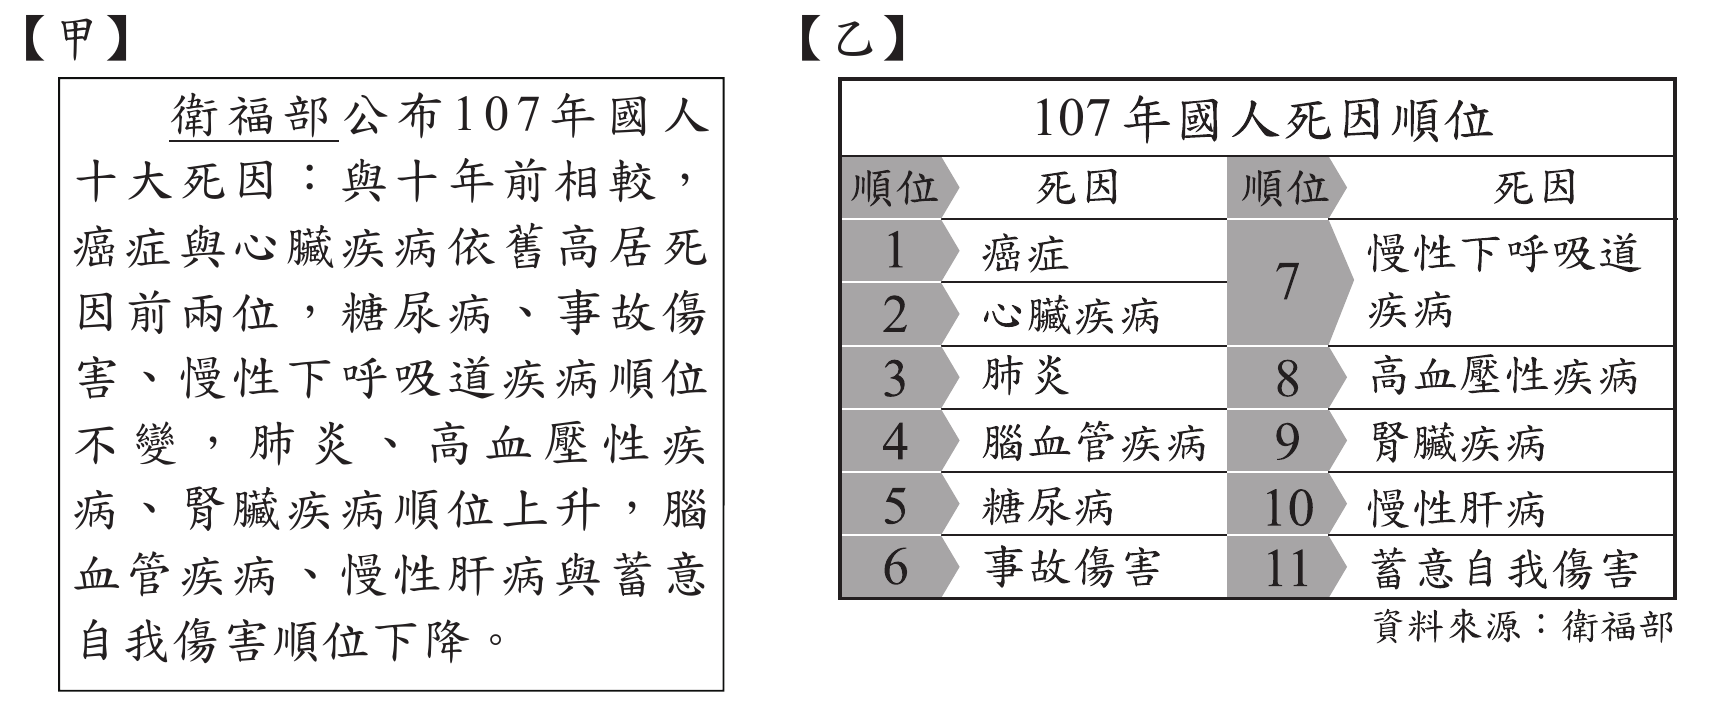 【甲】
衛福部公布107年國人
十大死因：與十年前相較，
癌症與心臟疾病依舊高居死
因前兩位，糖尿病、事故傷
害、慢性下呼吸道疾病順位
不變，肺炎、高血壓性疾
病、腎臟疾病順位上升，腦
血管疾病、慢性肝病與蓄意
自我傷害順位下降。
【乙】
107年國人死因順位
順位 死因 順位 死因
1 癌症
2 心臟疾病
3 肺炎
4 腦血管疾病
5 糖尿病
6 事故傷害
7 慢性下呼吸道
疾病
8 高血壓性疾病
9 腎臟疾病
10 慢性肝病
11 蓄意自我傷害
資料來源：衛福部